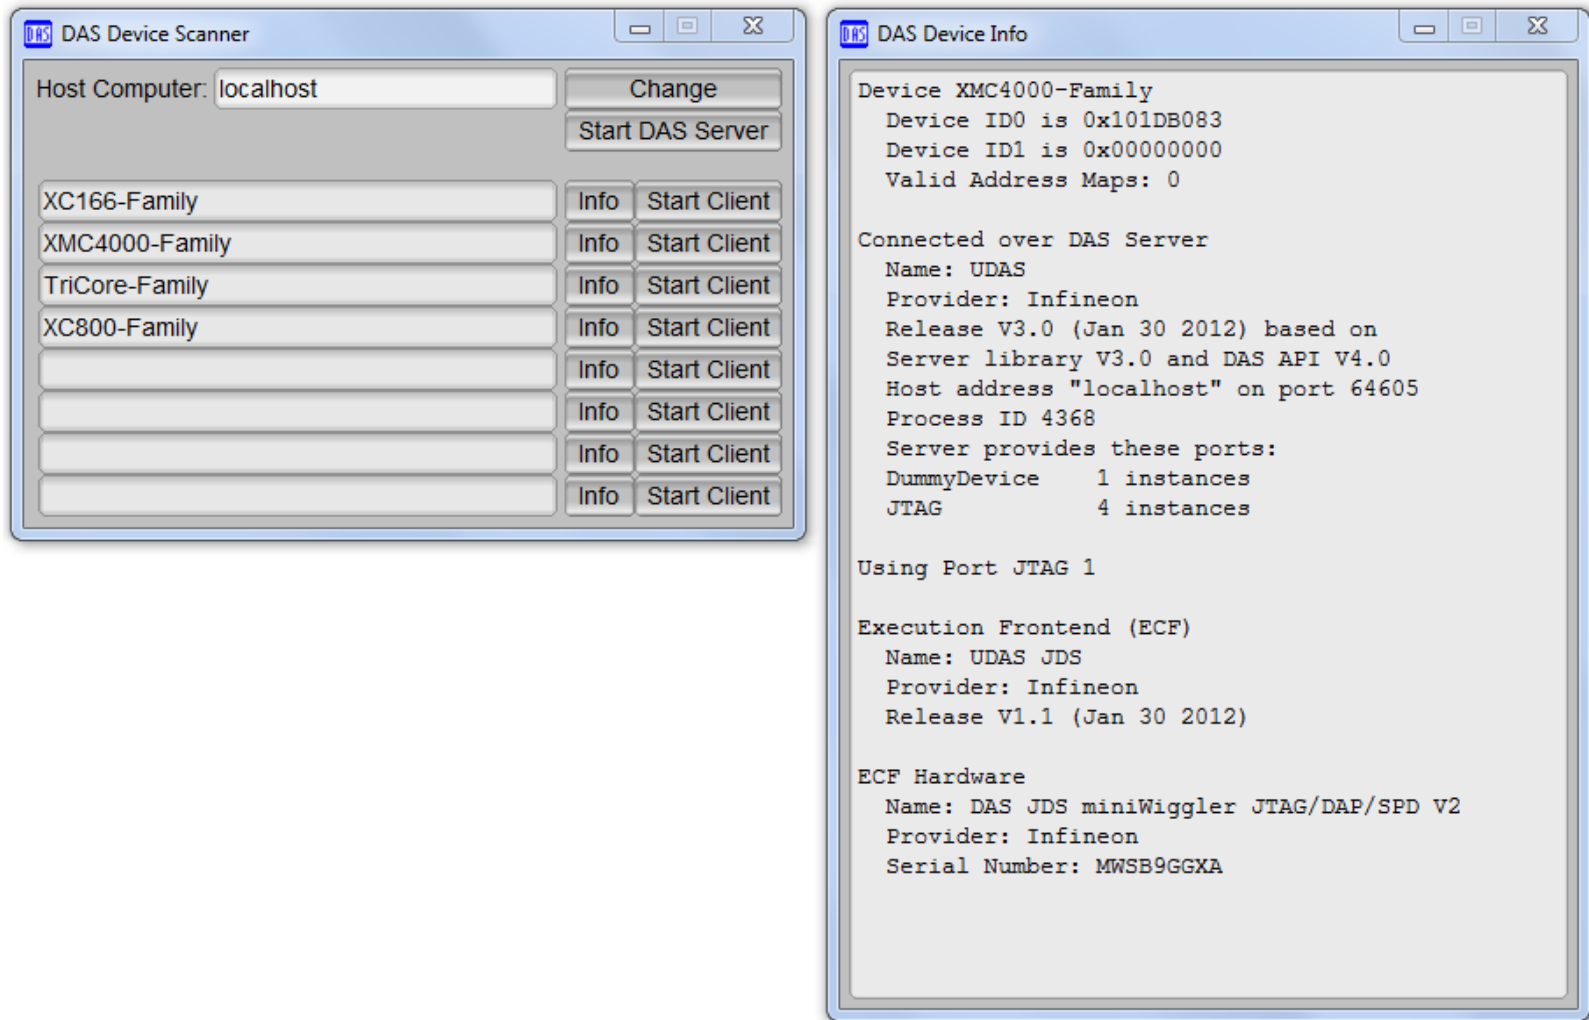 DAS DAS Device Scanner
Host Computer: localhost Change
Start DAS Server
XC166-Family Info Start Client
XMC4000-Family Info Start Client
TriCore-Family Info Start Client
XC800-Family Info Start Client
Info Start Client
Info Start Client
Info Start Client
Info Start Client
DAS DAS Device Info
Device XMC4000-Family
Device ID0 is 0x101DB083
Device ID1 is 0x00000000
Valid Address Maps: 0
Connected over DAS Server
Name: UDAS
Provider: Infineon
Release V3.0 (Jan 30 2012) based on
Server library V3.0 and DAS API V4.0
Host address "localhost" on port 64605
Process ID 4368
Server provides these ports:
DummyDevice 1 instances
JTAG 4 instances
Using Port JTAG 1
Execution Frontend (ECF)
Name: UDAS JDS
Provider: Infineon
Release V1.1 (Jan 30 2012)
ECF Hardware
Name: DAS JDS miniWiggler JTAG/DAP/SPD V2
Provider: Infineon
Serial Number: MWSB9GGXA